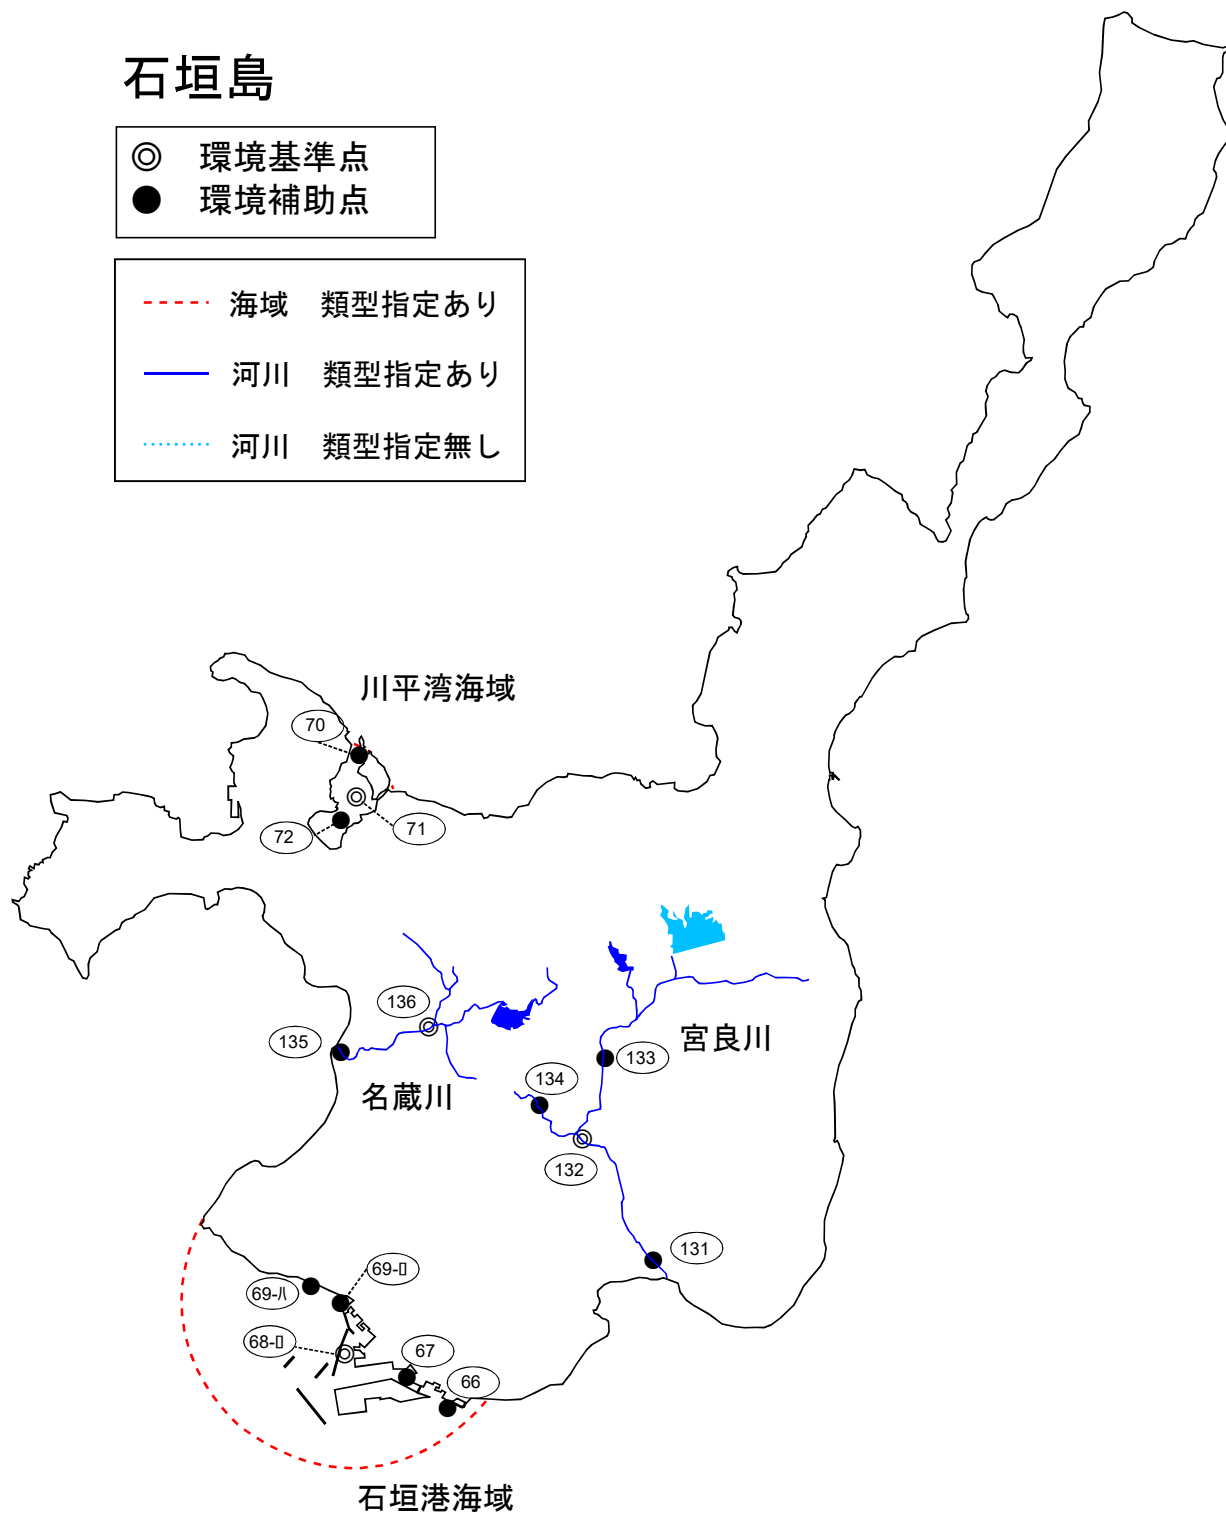 石垣島
環境基準点
環境補助点
海域 類型指定あり
河川 類型指定あり
河川 類型指定無し
川平湾海域
70
71
72
136
135
名蔵川
宮良川
133
134
132
131
69-ロ
69-ハ
68-ロ
67
66
石垣港海域